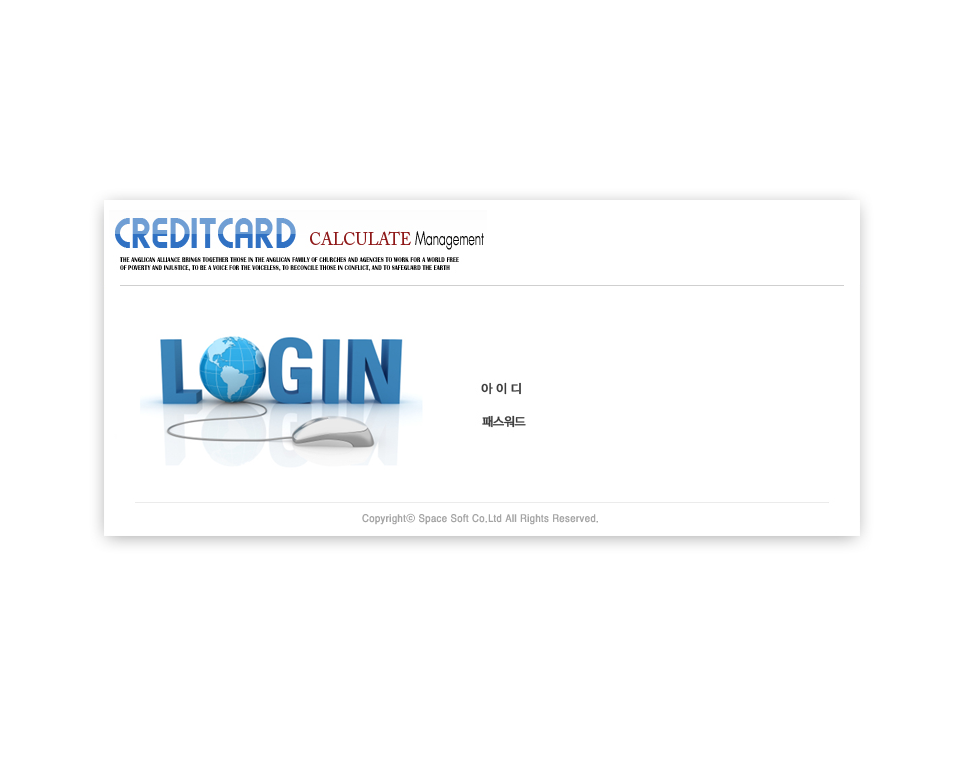 CREDITCARD CALCULATE Management
THE ANGLICAN ALLIANCE BRINGS TOGETHER THOSE IN THE ANGLICAN FAMILY OF CHURCHES AND AGENCIES TO WORK FOR A WORLD FREE
OF POVERTY AND INJUSTICE, TO BE A VOICE FOR THE VOICELESS, TO RECONCILE THOSE IN CONFLICT, AND TO SAFEGUARD THE EARTH
LOGIN
아 이 디
패스워드
Copyright© Space Soft Co,Ltd All Rights Reserved.